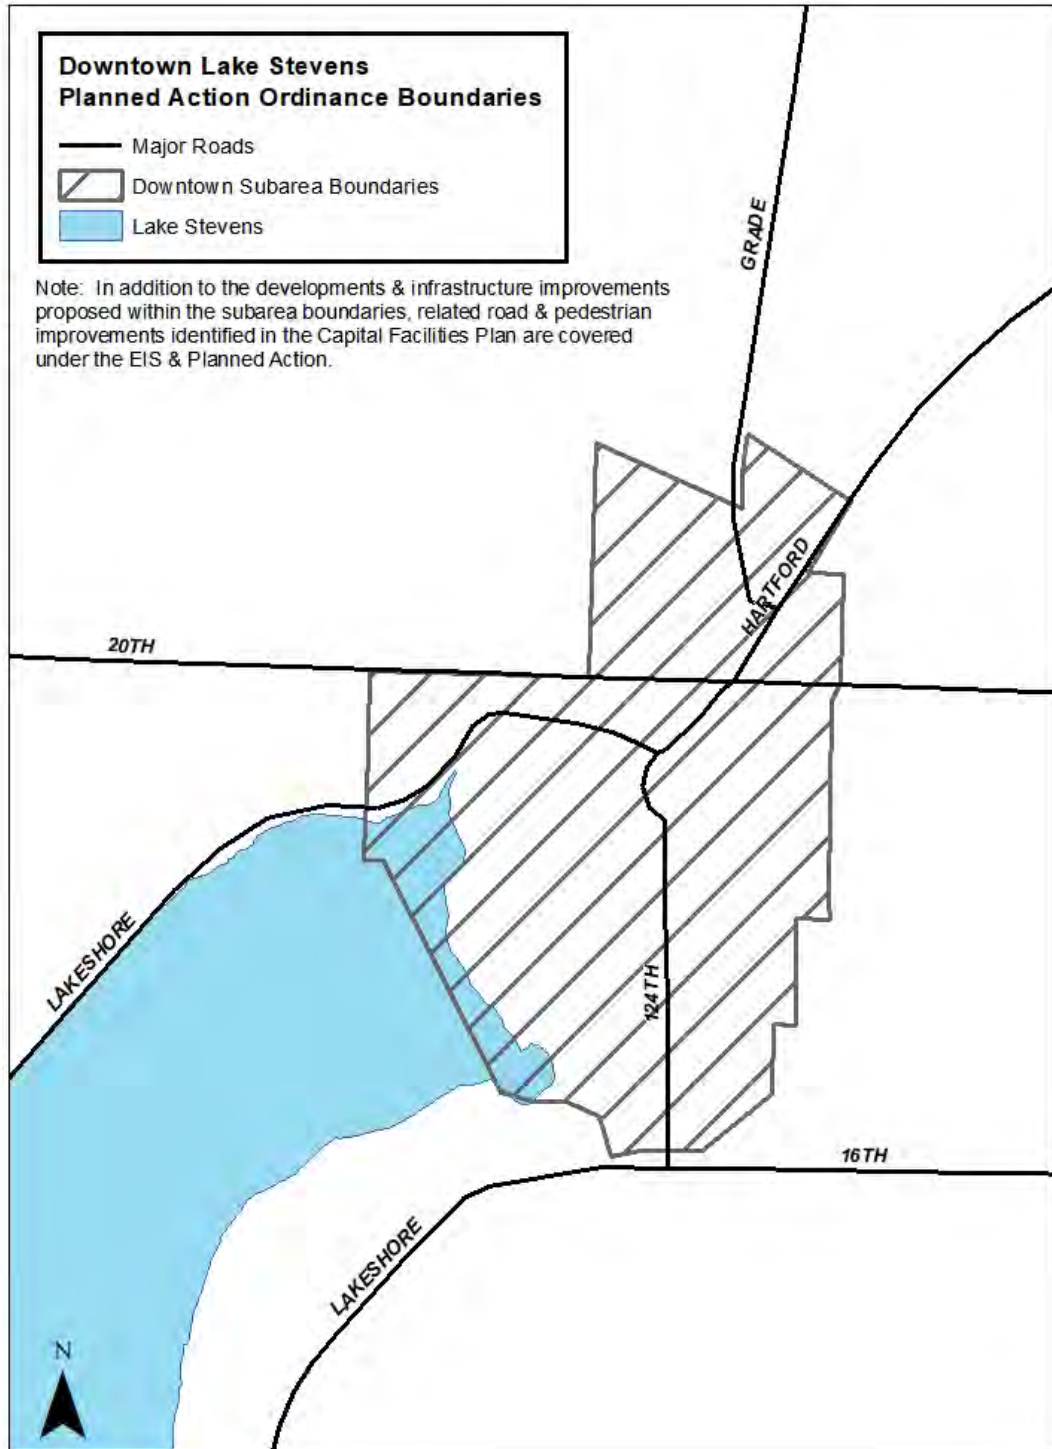 Downtown Lake Stevens
Planned Action Ordinance Boundaries
Major Roads
Downtown Subarea Boundaries
Lake Stevens
Note: In addition to the developments & infrastructure improvements
proposed within the subarea boundaries, related road & pedestrian
improvements identified in the Capital Facilities Plan are covered
under the EIS & Planned Action.
GRADE
HARTFORD
20TH
LAKESHORE
124TH
16TH
LAKESHORE
N